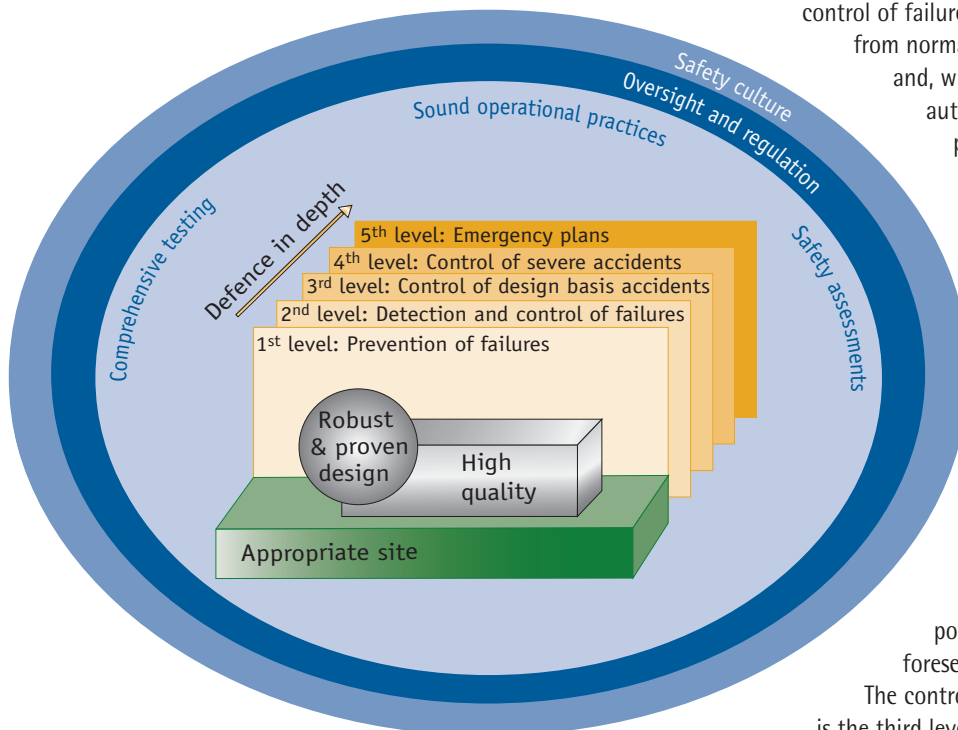 control of failure
from norma
and, w
aut
p
Safety culture
Oversight and regulation
Sound operational practices
Comprehensive testing
Safety assessments
Defence in depth
5th level: Emergency plans
4th level: Control of severe accidents
3rd level: Control of design basis accidents
2nd level: Detection and control of failures
1st level: Prevention of failures
Robust
& proven
design
High
quality
Appropriate site
po
forese
The contro
is the third leve